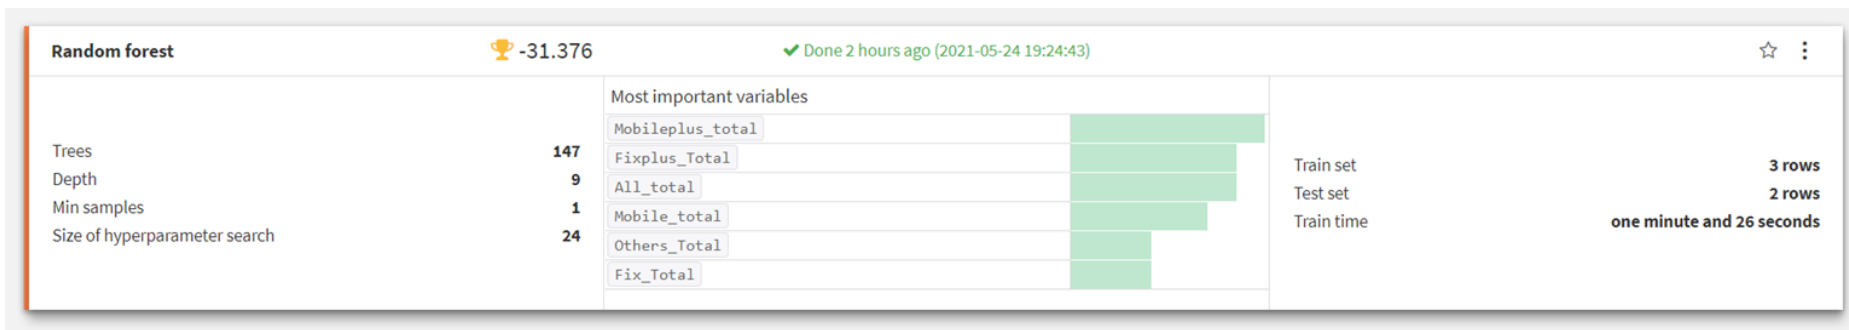 Random forest
-31.376
Done 2 hours ago (2021-05-24 19:24:43)
Trees 147
Depth 9
Min samples 1
Size of hyperparameter search 24
Most important variables
Mobileplus_total
Fixplus_Total
All_total
Mobile_total
Others_Total
Fix_Total
Train set 3 rows
Test set 2 rows
Train time one minute and 26 seconds